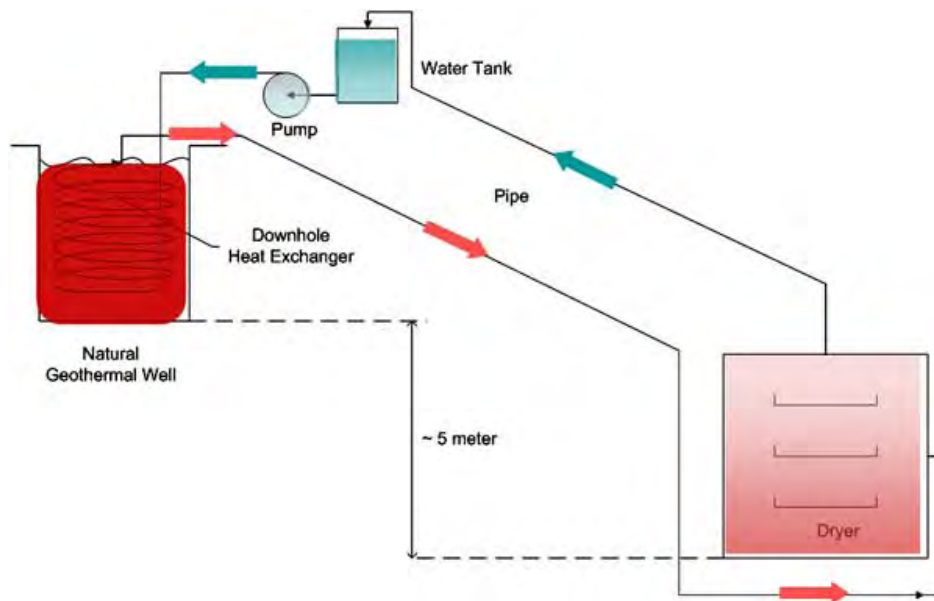 Water Tank
Pump
Pipe
Downhole
Heat Exchanger
Natural
Geothermal Well
~ 5 meter
Dryer